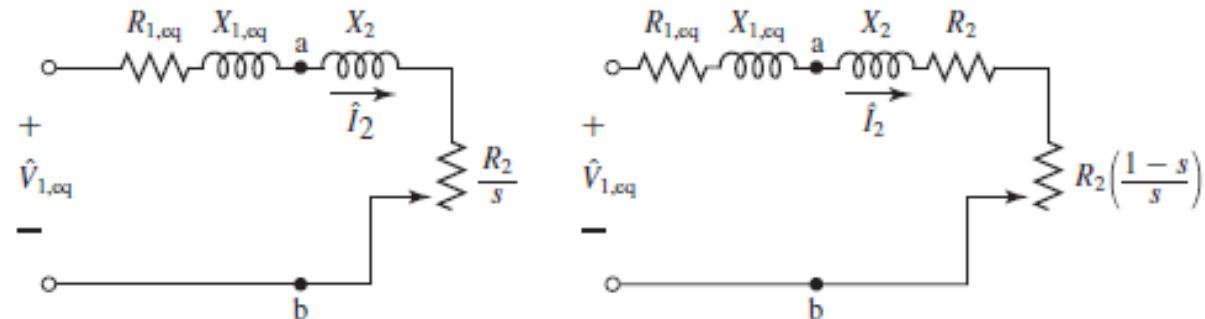 R1,eq X1,eq X2
a
Î2
+
V̂1,eq
−
R2/s
b
R1,eq X1,eq X2 R2
a
Î2
+
V̂1,eq
−
R2((1 − s)/s)
b